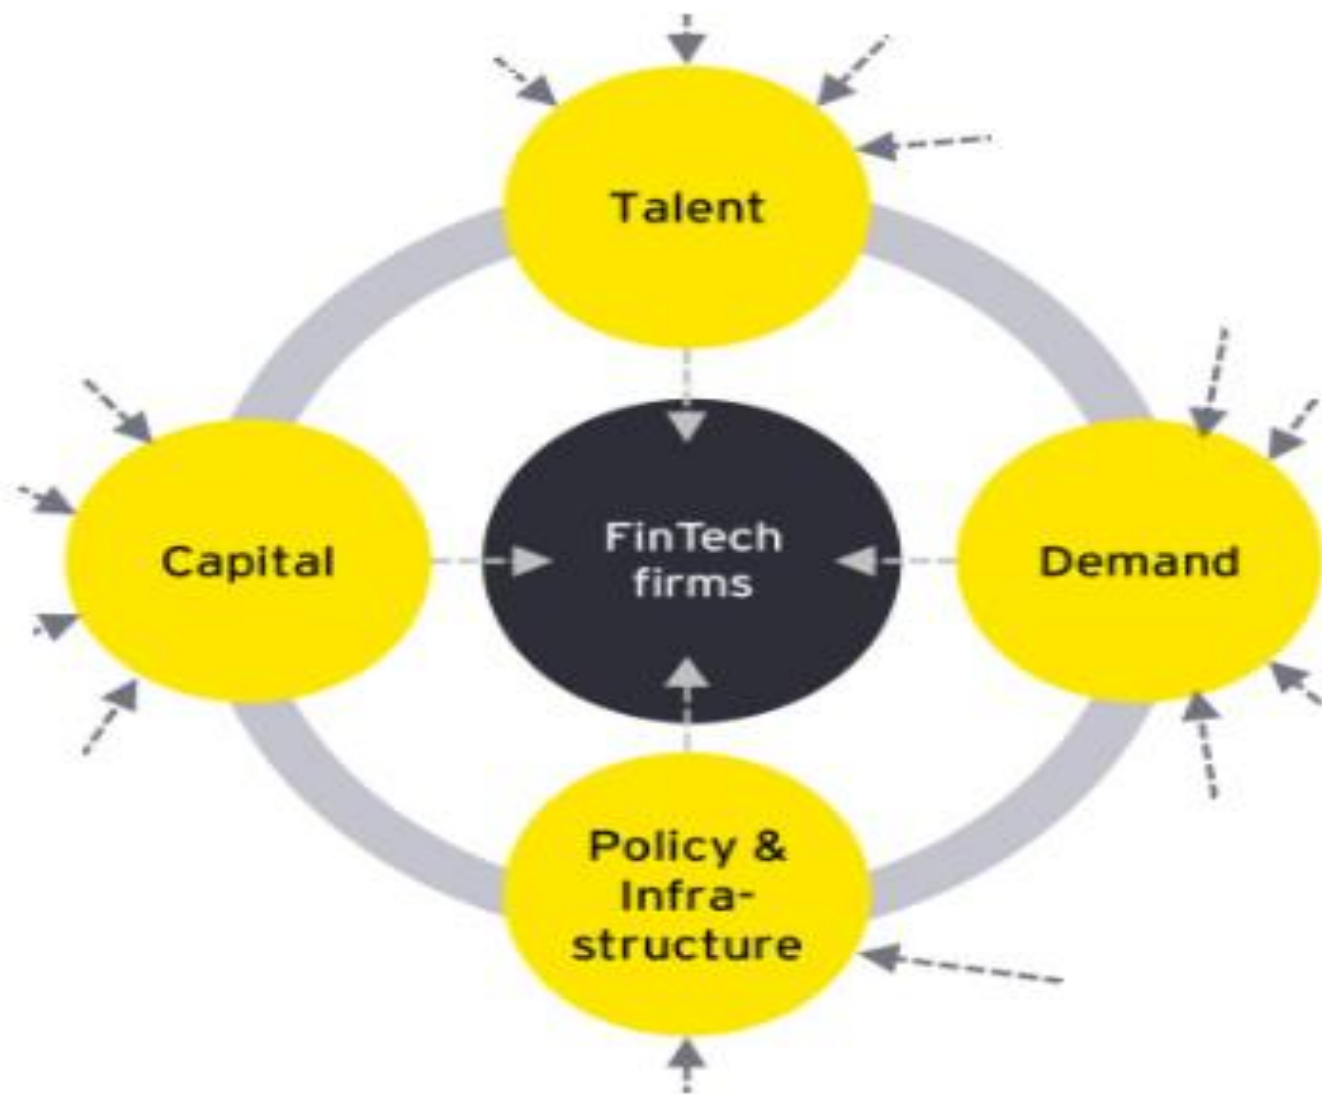 Talent
Capital
FinTech
firms
Demand
Policy &
Infra-
structure